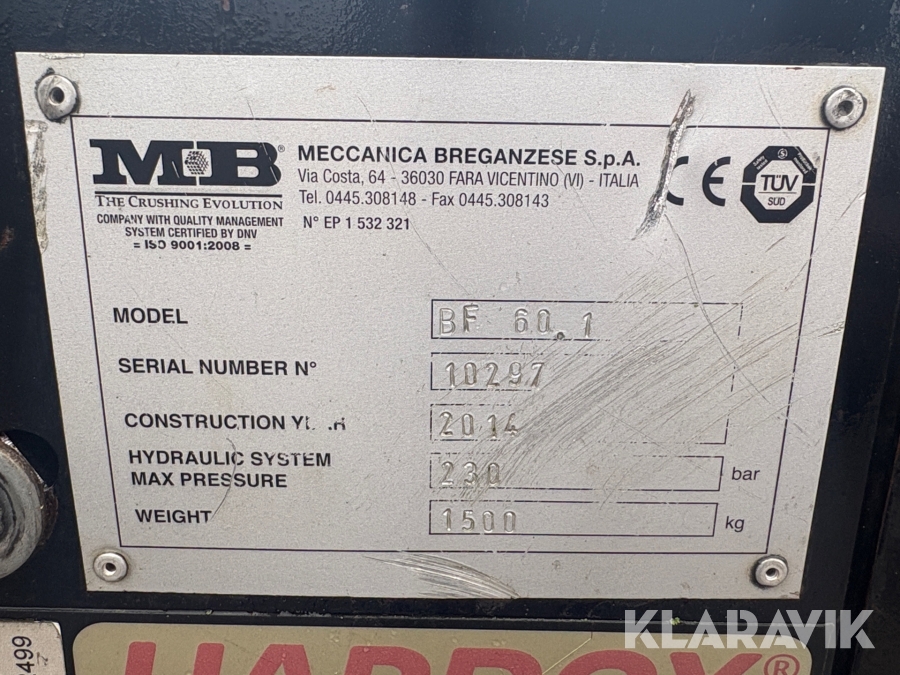 MB®
THE CRUSHING EVOLUTION
COMPANY WITH QUALITY MANAGEMENT
SYSTEM CERTIFIED BY DNV
= ISO 9001:2008 =
MECCANICA BREGANZESE S.p.A.
Via Costa, 64 - 36030 FARA VICENTINO (VI) - ITALIA
Tel. 0445.308148 - Fax 0445.308143
N° EP 1 532 321
CE
TÜV
SÜD
MODEL BF 60.1
SERIAL NUMBER N° 10297
CONSTRUCTION
2014
HYDRAULIC SYSTEM
MAX PRESSURE 230 bar
WEIGHT 1500 kg
KLARAVIK
2499